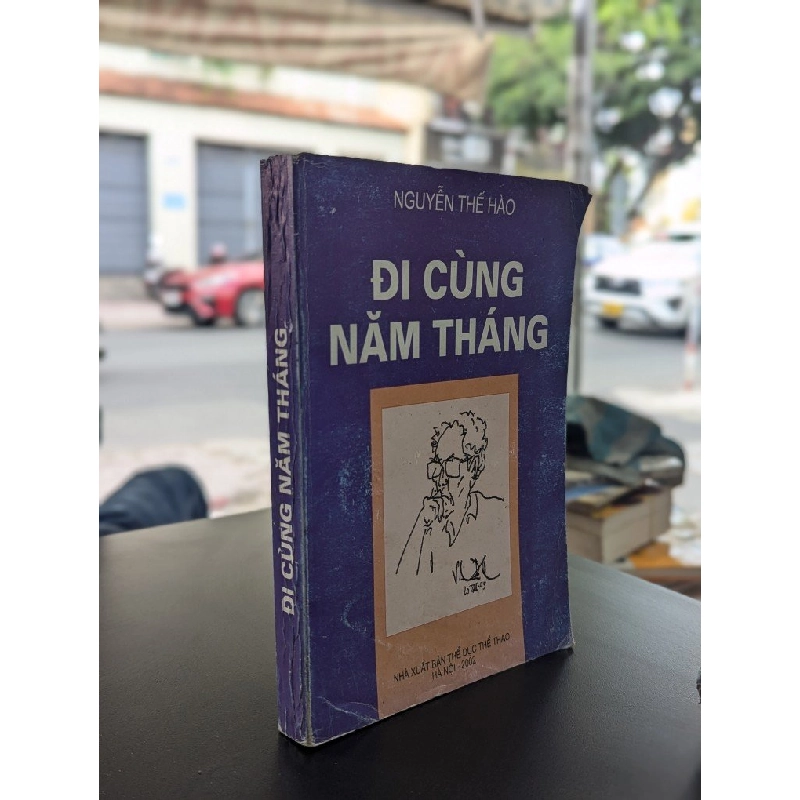 NGUYỄN THẾ HÀO
ĐI CÙNG
NĂM THÁNG
NHÀ XUẤT BẢN THỂ DỤC THỂ THAO
HÀ NỘI - 2002
ĐI CÙNG NĂM THÁNG